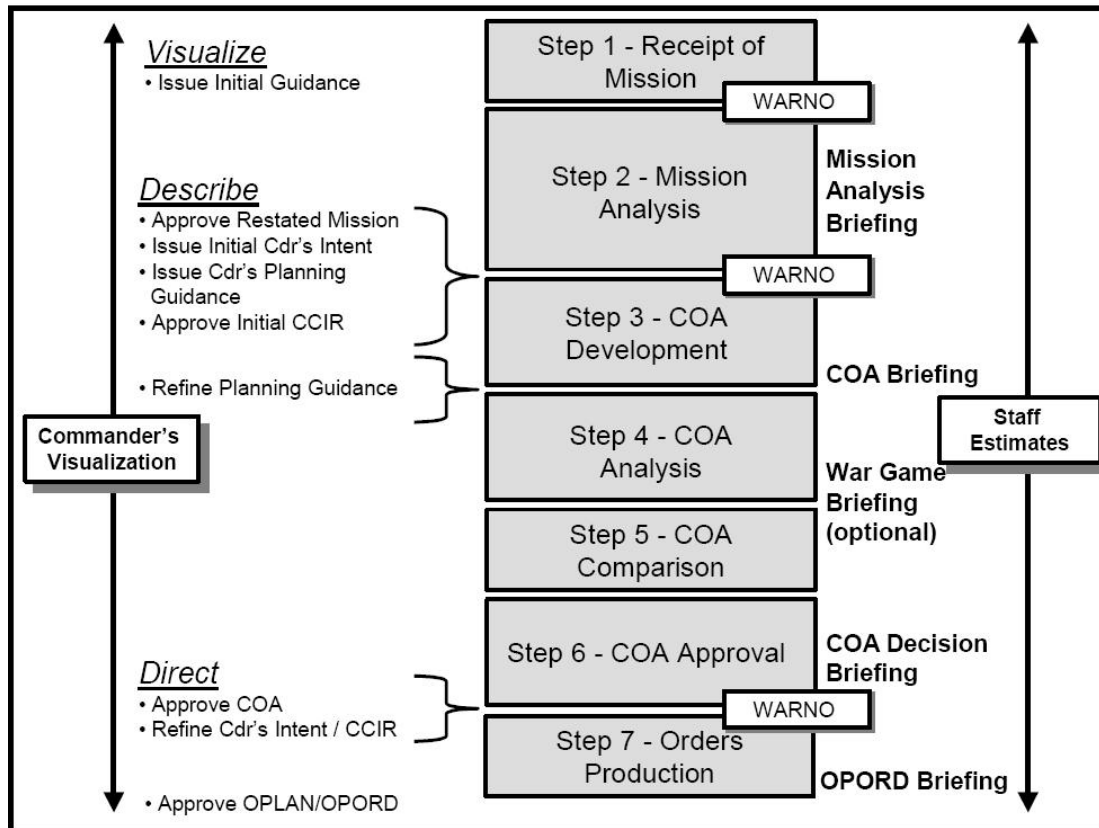 Visualize
• Issue Initial Guidance
Describe
• Approve Restated Mission
• Issue Initial Cdr's Intent
• Issue Cdr's Planning
Guidance
• Approve Initial CCIR
• Refine Planning Guidance
Commander's
Visualization
Direct
• Approve COA
• Refine Cdr's Intent / CCIR
• Approve OPLAN/OPORD
Step 1 - Receipt of
Mission
WARNO
Step 2 - Mission
Analysis
WARNO
Step 3 - COA
Development
Step 4 - COA
Analysis
Step 5 - COA
Comparison
Step 6 - COA Approval
WARNO
Step 7 - Orders
Production
Mission
Analysis
Briefing
COA Briefing
War Game
Briefing
(optional)
COA Decision
Briefing
OPORD Briefing
Staff
Estimates